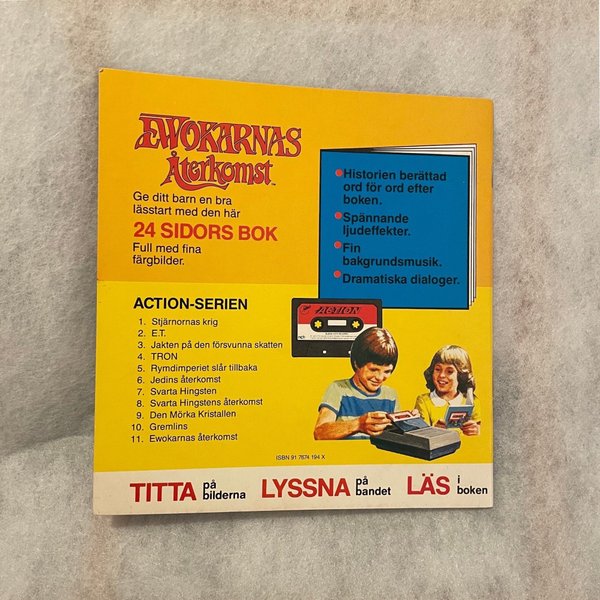 EWOKARNAS
Återkomst™
Ge ditt barn en bra
lässtart med den här
24 SIDORS BOK
Full med fina
färgbilder.
•Historien berättad
ord för ord efter
boken.
•Spännande
ljudeffekter.
•Fin
bakgrundsmusik.
•Dramatiska dialoger.
ACTION-SERIEN
1. Stjärnornas krig
2. E.T.
3. Jakten på den försvunna skatten
4. TRON
5. Rymdimperiet slår tillbaka
6. Jedins återkomst
7. Svarta Hingsten
8. Svarta Hingstens återkomst
9. Den Mörka Kristallen
10. Gremlins
11. Ewokarnas återkomst
ACTION
ISBN 91 7674 194 X
TITTA på bilderna LYSSNA på bandet LÄS i boken